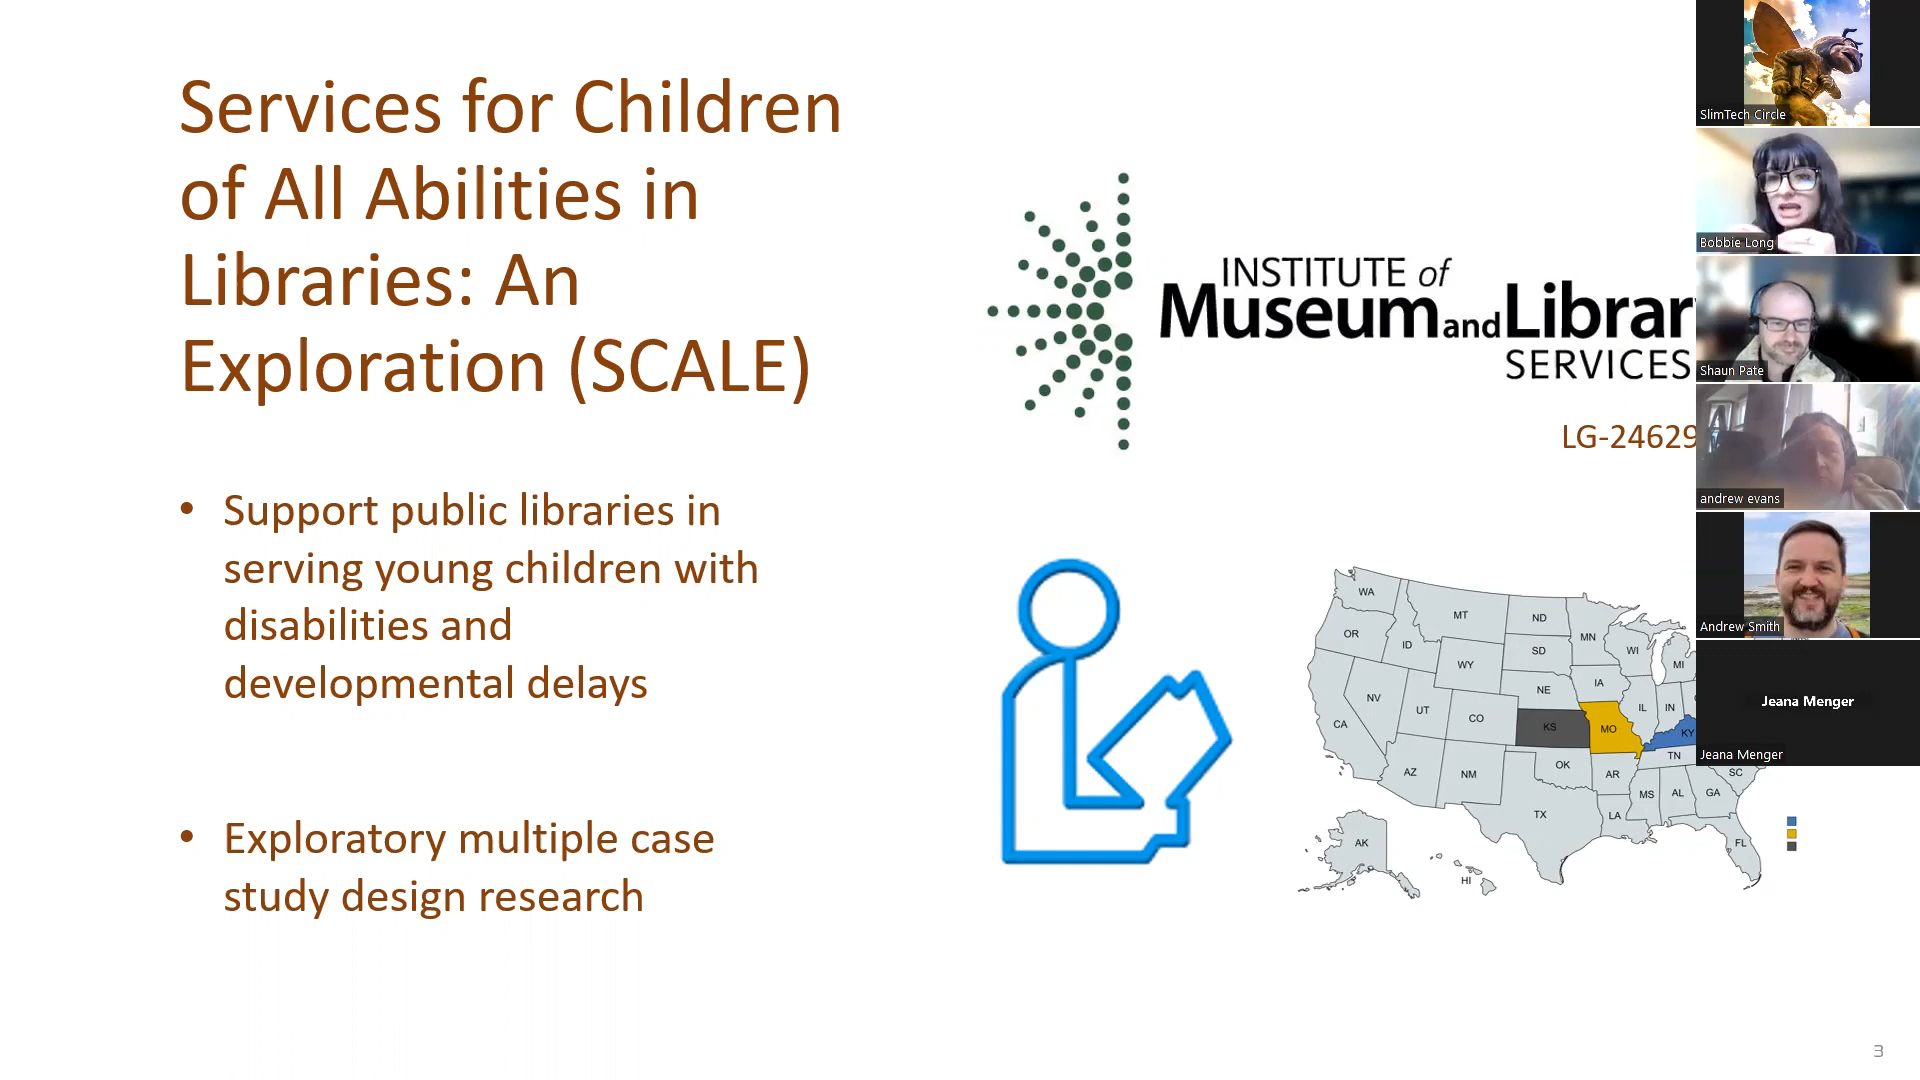 Services for Children
of All Abilities in
Libraries: An
Exploration (SCALE)
• Support public libraries in
serving young children with
disabilities and
developmental delays
• Exploratory multiple case
study design research
INSTITUTE of
Museum and Librar
SERVICES
LG-24629
WA
OR
CA
ID
NV
MT
WY
UT
AZ
CO
NM
ND
SD
NE
KS
OK
TX
MN
IA
MO
AR
LA
WI
IL
IN
MI
KY
TN
MS
AL
GA
SC
FL
AK
HI
SlimTech Circle
Bobbie Long
Shaun Pate
andrew evans
Andrew Smith
Jeana Menger
Jeana Menger
3